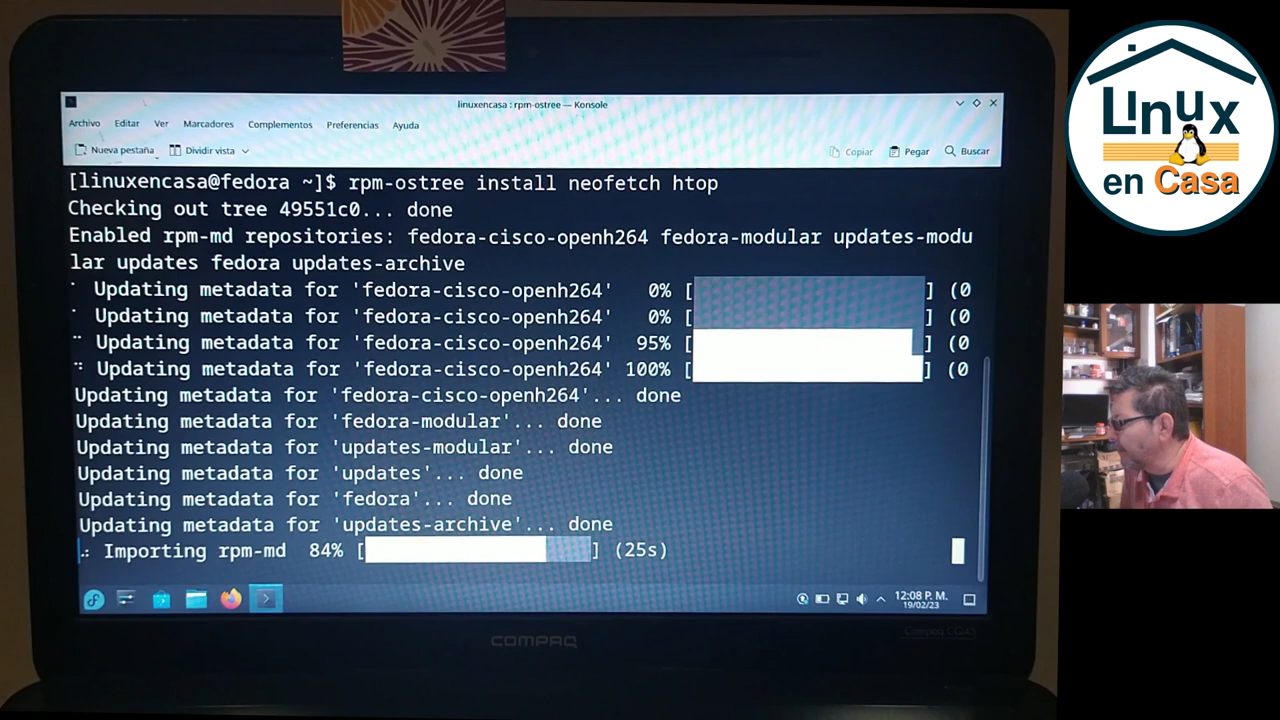 linuxencasa : rpm-ostree — Konsole
Archivo Editar Ver Marcadores Complementos Preferencias Ayuda
Nueva pestaña Dividir vista Copiar Pegar Buscar
[linuxencasa@fedora ~]$ rpm-ostree install neofetch htop
Checking out tree 49551c0... done
Enabled rpm-md repositories: fedora-cisco-openh264 fedora-modular updates-modu
lar updates fedora updates-archive
Updating metadata for 'fedora-cisco-openh264' 0% [ ] (0
Updating metadata for 'fedora-cisco-openh264' 0% [ ] (0
Updating metadata for 'fedora-cisco-openh264' 95% [ ] (0
Updating metadata for 'fedora-cisco-openh264' 100% [ ] (0
Updating metadata for 'fedora-cisco-openh264'... done
Updating metadata for 'fedora-modular'... done
Updating metadata for 'updates-modular'... done
Updating metadata for 'updates'... done
Updating metadata for 'fedora'... done
Updating metadata for 'updates-archive'... done
Importing rpm-md 84% [ ] (25s)
12:08 P. M.
19/02/23
COMPAQ
Compaq CQ43
Linux
en Casa